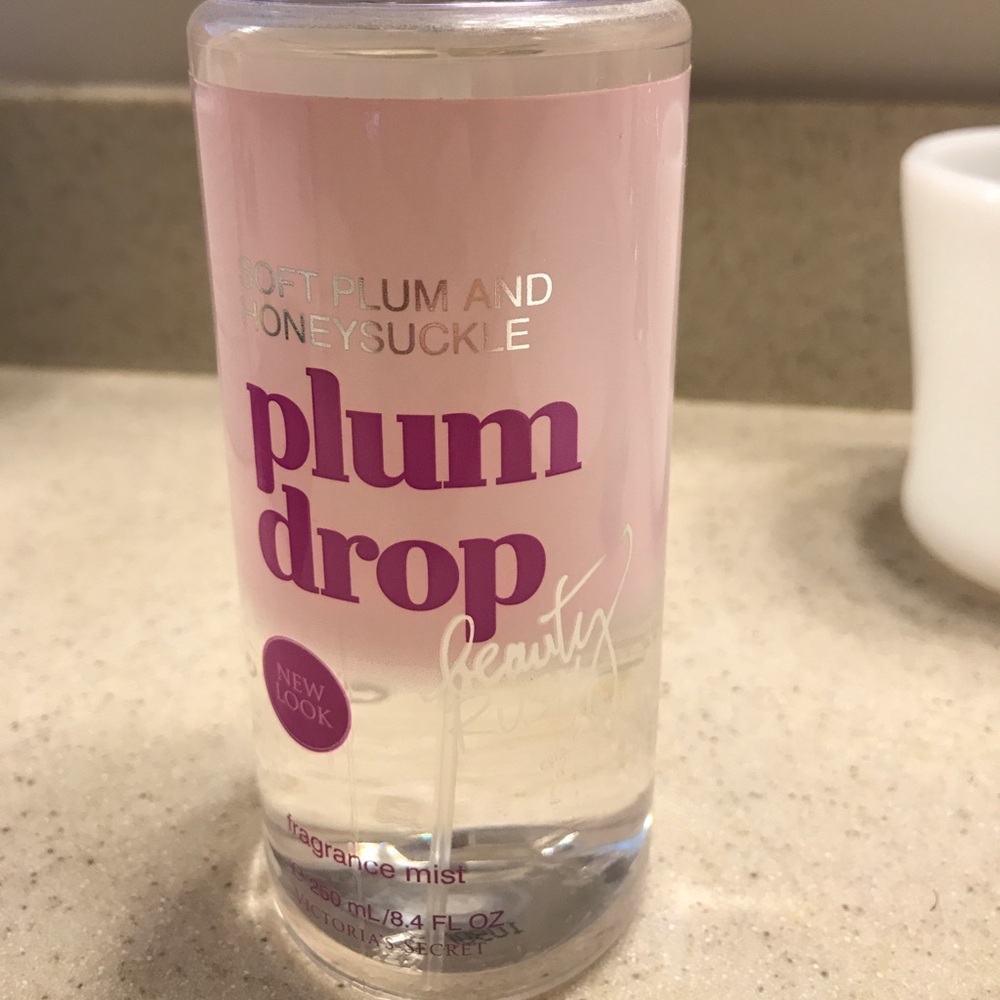 SOFT PLUM AND
HONEYSUCKLE
plum
drop
beauty
NEW
LOOK
fragrance mist
250 mL/8.4 FL OZ
VICTORIA'S SECRET